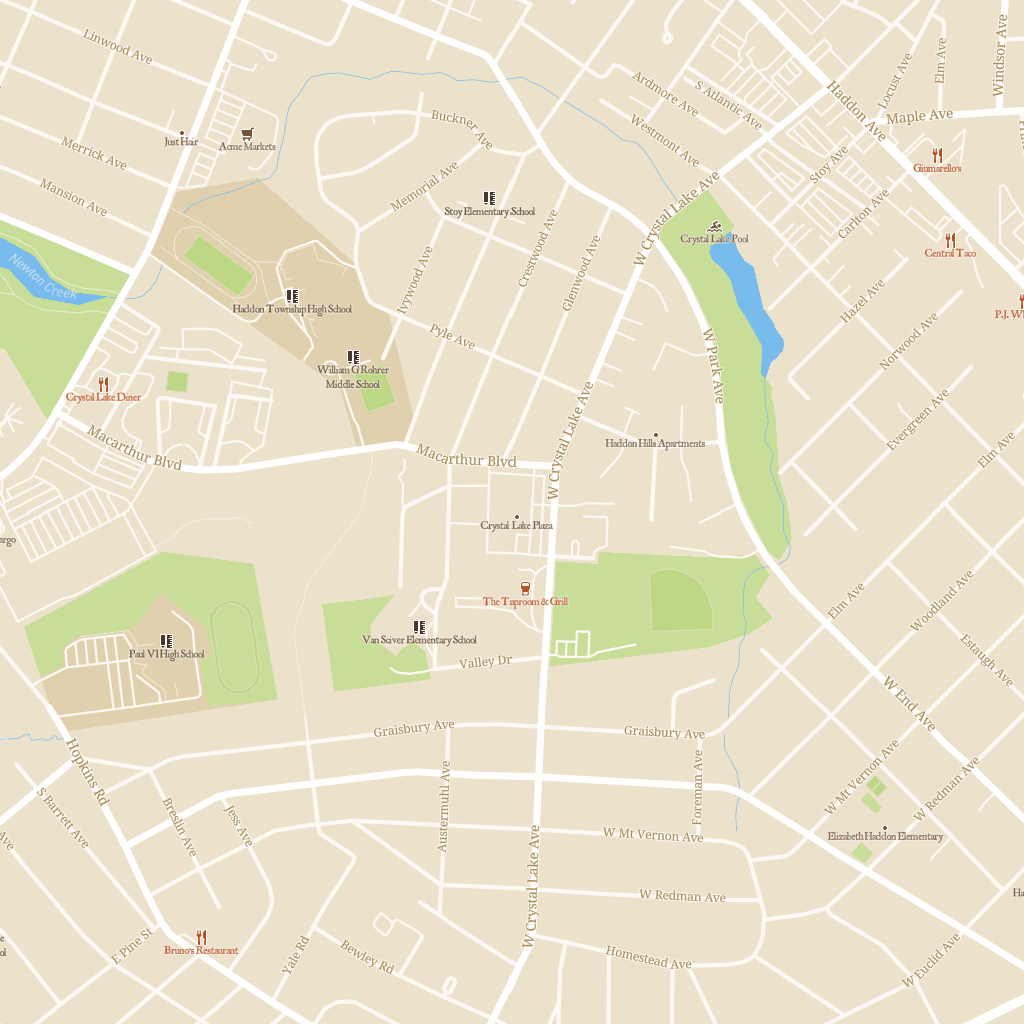 Linwood Ave
Just Hair
Acme Markets
Merrick Ave
Mansion Ave
Buckner Ave
Memorial Ave
Stoy Elementary School
Crestwood Ave
Glenwood Ave
Ivywood Ave
Pyle Ave
Ardmore Ave
S Atlantic Ave
Westmont Ave
Haddon Ave
Locust Ave
Elm Ave
Windsor Ave
Maple Ave
Giumarello's
Stoy Ave
Carlton Ave
Central Taco
W Crystal Lake Ave
Crystal Lake Pool
Newton Creek
Haddon Township High School
William G Rohrer
Middle School
Hazel Ave
P.J. W
Norwood Ave
W Park Ave
Crystal Lake Diner
Macarthur Blvd
Macarthur Blvd
W Crystal Lake Ave
Haddon Hills Apartments
Evergreen Ave
Elm Ave
Crystal Lake Plaza
argo
The Taproom & Grill
Van Sciver Elementary School
Valley Dr
Paul VI High School
Elm Ave
Woodland Ave
Estaugh Ave
W End Ave
Graisbury Ave
Graisbury Ave
Hopkins Rd
S Barrett Ave
Breslin Ave
Jess Ave
Austermuhl Ave
Foreman Ave
W Mt Vernon Ave
W Mt Vernon Ave
W Redman Ave
Elizabeth Haddon Elementary
Ave
W Crystal Lake Ave
W Redman Ave
Ha
E Pine St
Bruno's Restaurant
Yale Rd
Bewley Rd
Homestead Ave
W Euclid Ave
e
ol